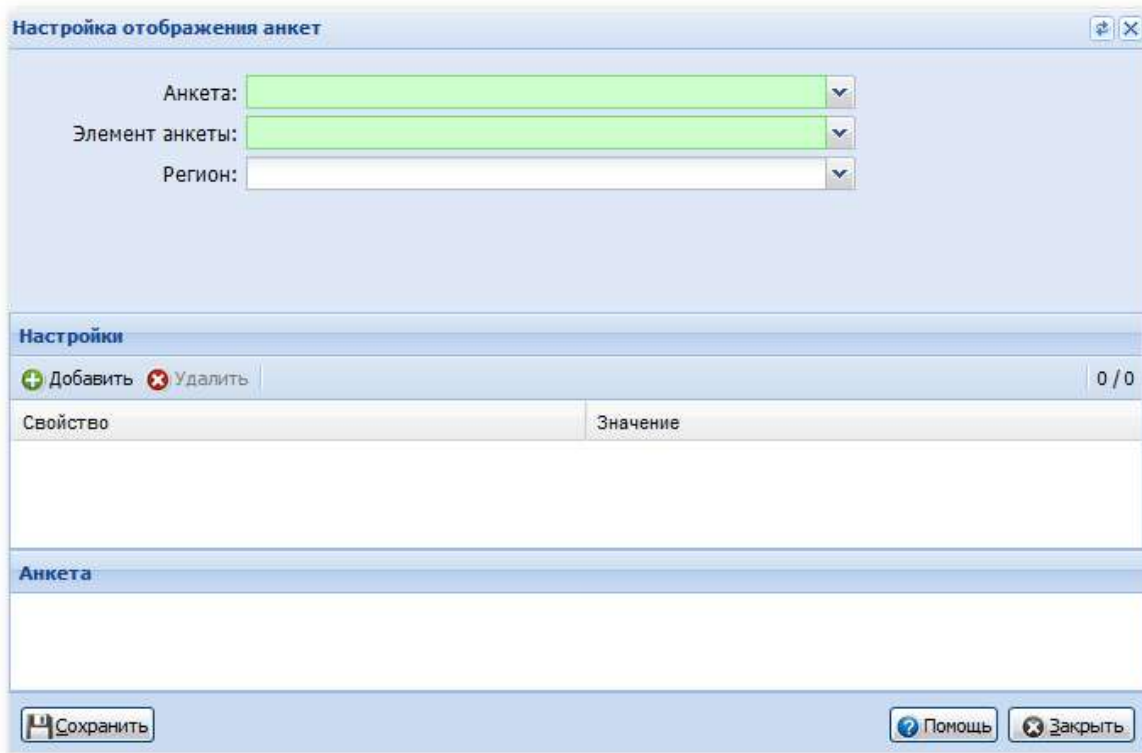 Настройка отображения анкет
Анкета:
Элемент анкеты:
Регион:
Настройки
Добавить Удалить 0 / 0
Свойство Значение
Анкета
Сохранить Помощь Закрыть